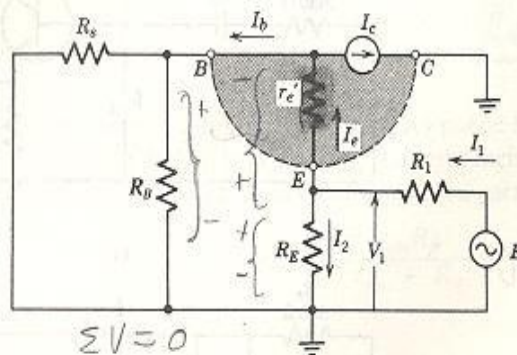 R_s
I_b
I_c
B
C
r_e'
I_e
E
R_1
I_1
R_B
R_E
I_2
V_1
ΣV=0